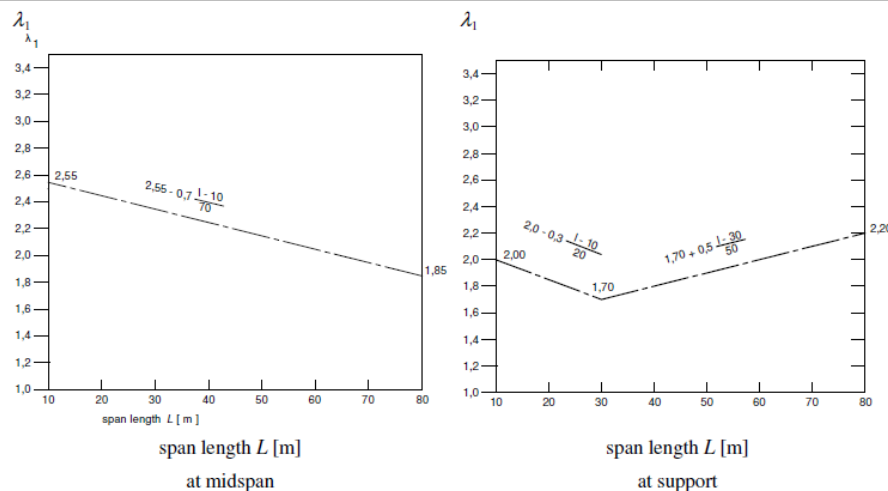 λ1
λ1
3,4
3,2
3,0
2,8
2,6
2,4
2,2
2,0
1,8
1,6
1,4
1,2
1,0
2,55
2,55 - 0,7 l - 10
70
1,85
10 20 30 40 50 60 70 80
span length L [ m ]
span length L [m]
at midspan
λ1
3,4
3,2
3,0
2,8
2,6
2,4
2,2
2,0
1,8
1,6
1,4
1,2
1,0
2,0 - 0,3 l - 10
20
2,00
1,70
1,70 + 0,5 l - 30
50
2,20
10 20 30 40 50 60 70 80
span length L [m]
at support